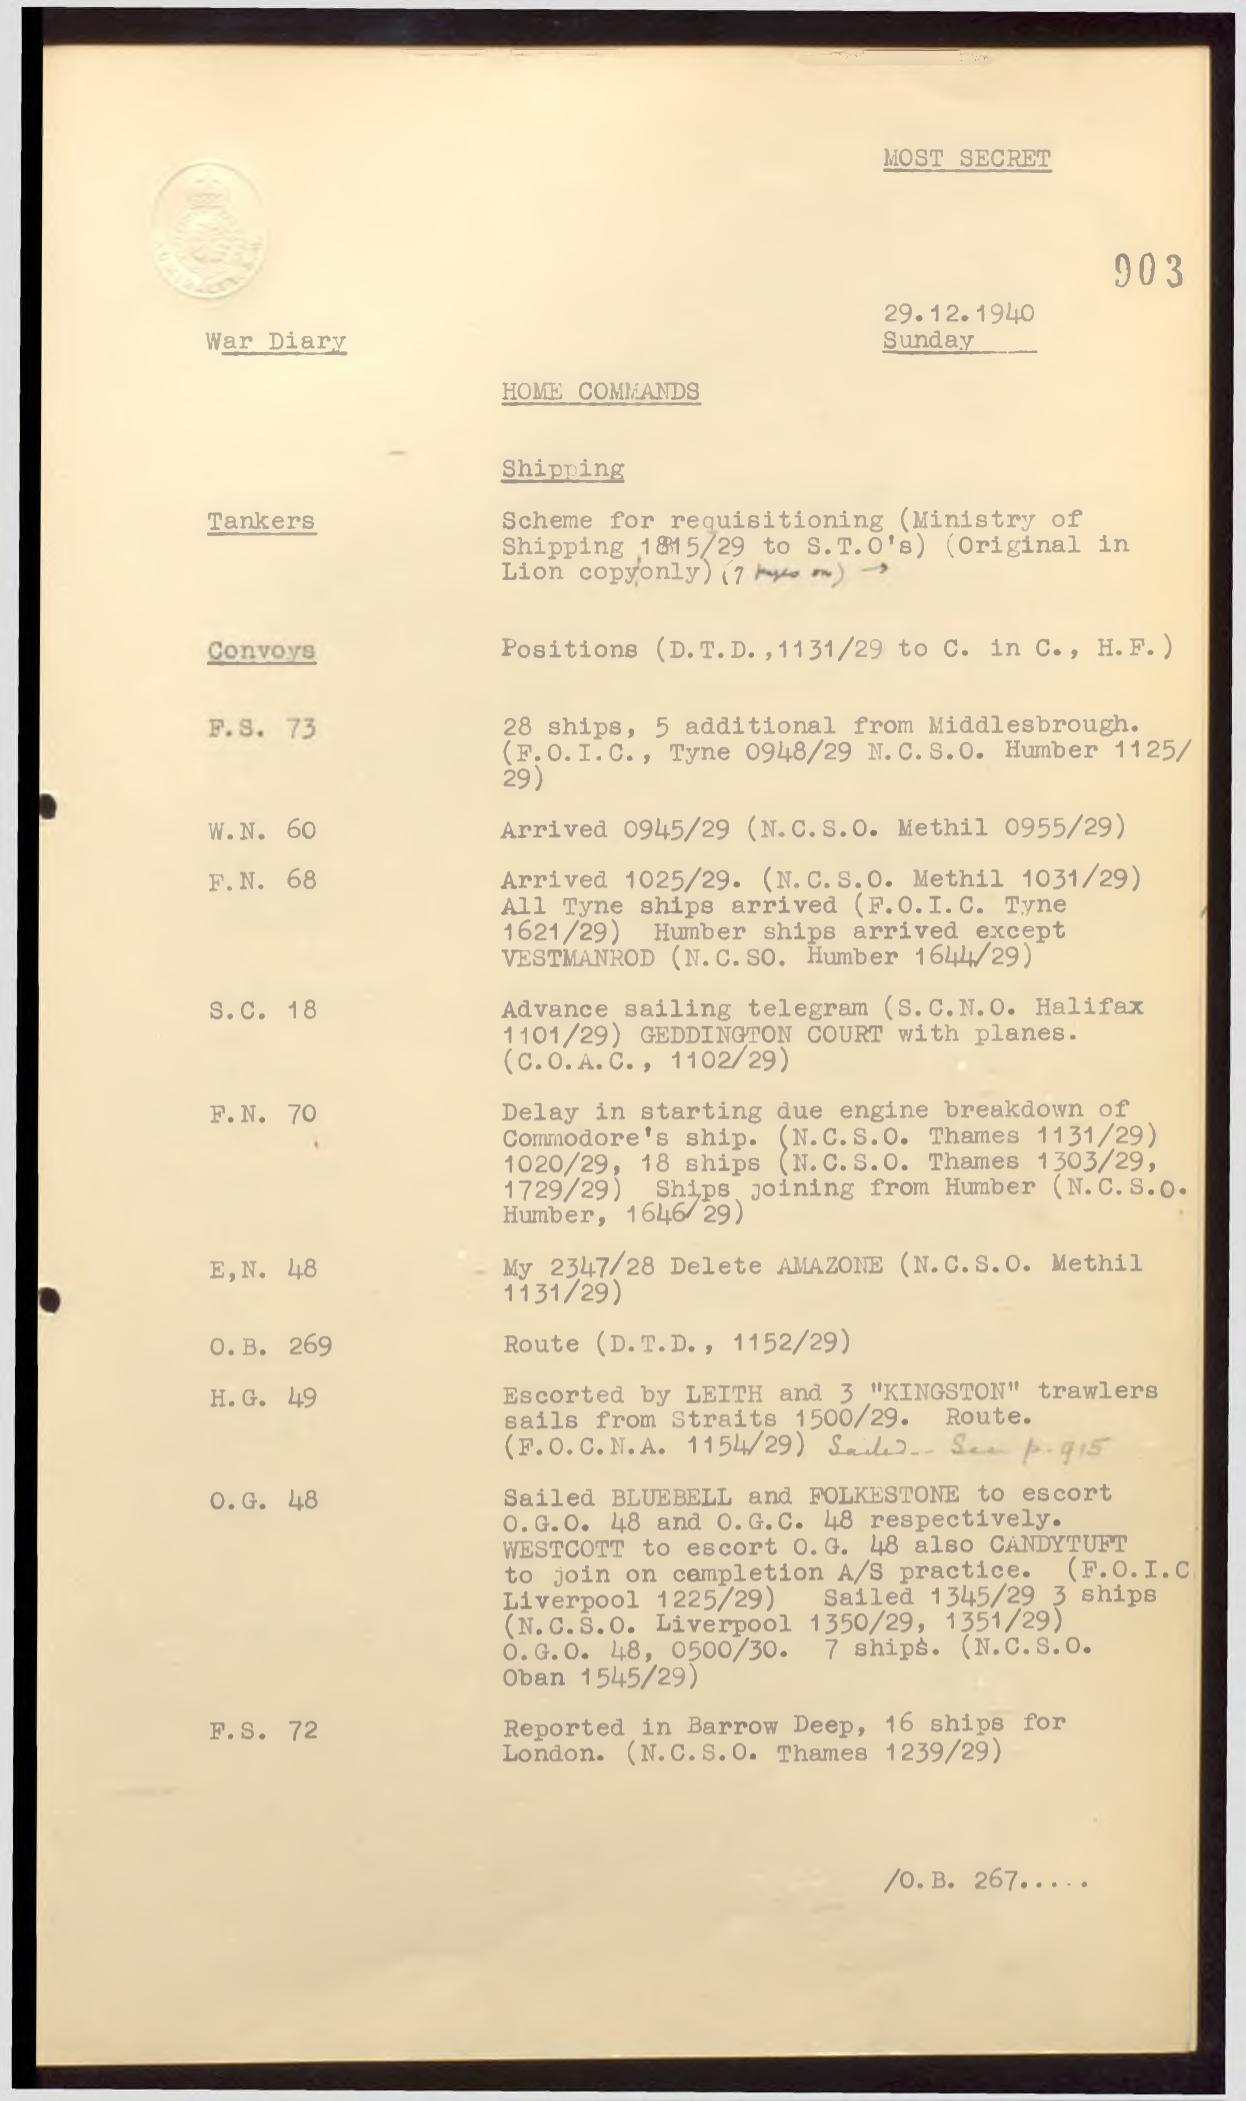 MOST SECRET
903
29.12.1940
War Diary
Sunday
HOME COMMANDS
Shipping
Tankers
Scheme for requisitioning (Ministry of
Shipping 1815/29 to S.T.O's) (Original in
Lion copy only) (7 pages on) →
Convoys
Positions (D.T.D.,1131/29 to C. in C., H.F.)
F.S. 73
28 ships, 5 additional from Middlesbrough.
(F.O.I.C., Tyne 0948/29 N.C.S.O. Humber 1125/
29)
W.N. 60
Arrived 0945/29 (N.C.S.O. Methil 0955/29)
F.N. 68
Arrived 1025/29. (N.C.S.O. Methil 1031/29)
All Tyne ships arrived (F.O.I.C. Tyne
1621/29) Humber ships arrived except
VESTMANROD (N.C.SO. Humber 1644/29)
S.C. 18
Advance sailing telegram (S.C.N.O. Halifax
1101/29) GEDDINGTON COURT with planes.
(C.O.A.C., 1102/29)
F.N. 70
Delay in starting due engine breakdown of
Commodore's ship. (N.C.S.O. Thames 1131/29)
1020/29, 18 ships (N.C.S.O. Thames 1303/29,
1729/29) Ships joining from Humber (N.C.S.O.
Humber, 1646/29)
E,N. 48
My 2347/28 Delete AMAZONE (N.C.S.O. Methil
1131/29)
O.B. 269
Route (D.T.D., 1152/29)
H.G. 49
Escorted by LEITH and 3 "KINGSTON" trawlers
sails from Straits 1500/29. Route.
(F.O.C.N.A. 1154/29) Sailed - See p. 915
O.G. 48
Sailed BLUEBELL and FOLKESTONE to escort
O.G.O. 48 and O.G.C. 48 respectively.
WESTCOTT to escort O.G. 48 also CANDYTUFT
to join on completion A/S practice. (F.O.I.C
Liverpool 1225/29) Sailed 1345/29 3 ships
(N.C.S.O. Liverpool 1350/29, 1351/29)
O.G.O. 48, 0500/30. 7 ships. (N.C.S.O.
Oban 1545/29)
F.S. 72
Reported in Barrow Deep, 16 ships for
London. (N.C.S.O. Thames 1239/29)
/O.B. 267.....